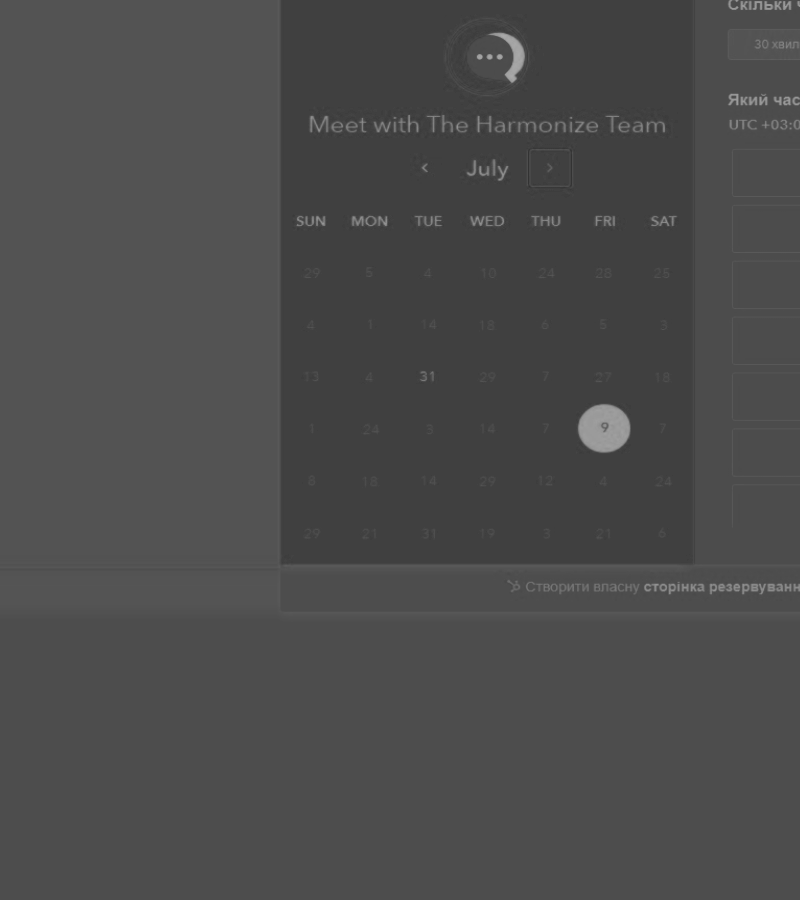 Скільки ч
30 хвил
Meet with The Harmonize Team
Який час
UTC +03:0
July
SUN MON TUE WED THU FRI SAT
29 5 4 10 24 28 25
4 1 14 18 6 5 3
13 4 31 29 7 27 18
1 24 3 14 7 9 7
8 18 14 29 12 4 24
29 21 31 19 3 21 6
Створити власну сторінка резервуванн